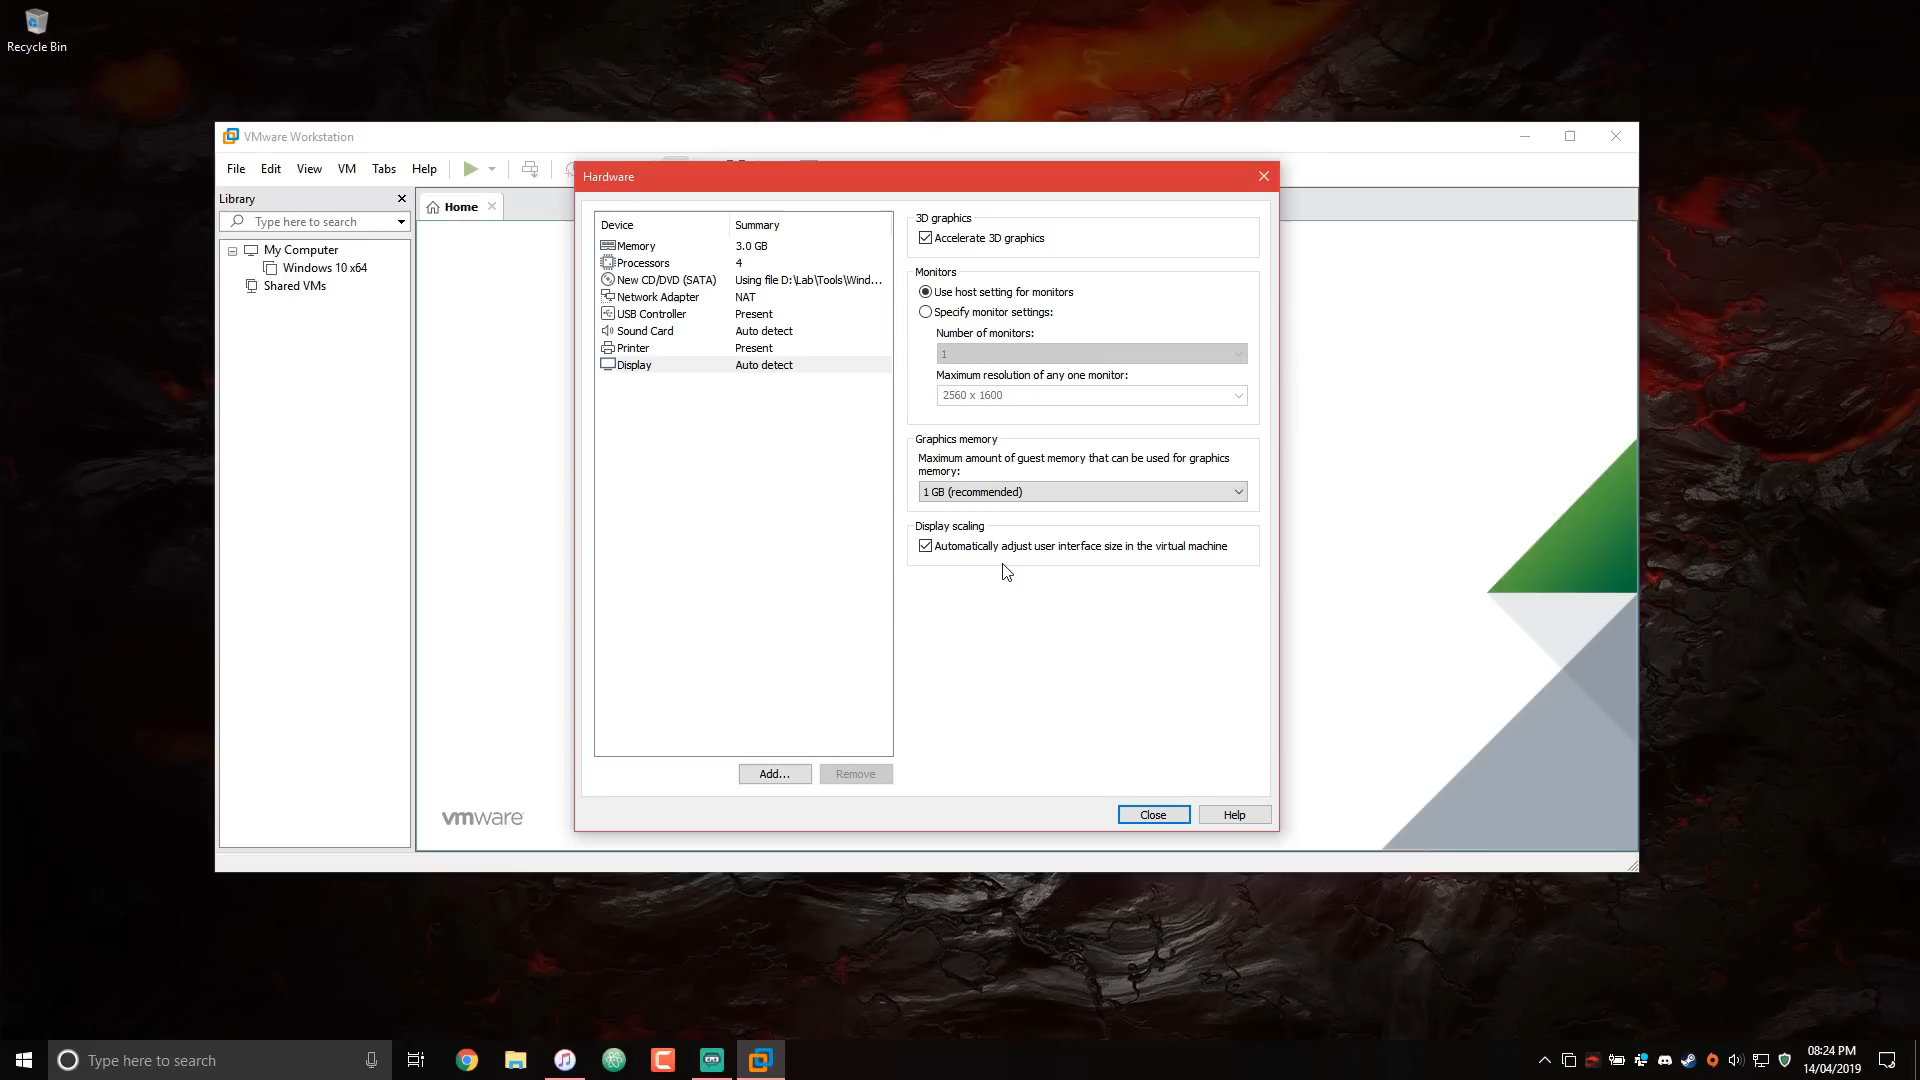 Recycle Bin
VMware Workstation
File Edit View VM Tabs Help
Library
Type here to search
My Computer
Windows 10 x64
Shared VMs
Home
vmware
Hardware
Device Summary
Memory 3.0 GB
Processors 4
New CD/DVD (SATA) Using file D:\Lab\Tools\Wind...
Network Adapter NAT
USB Controller Present
Sound Card Auto detect
Printer Present
Display Auto detect
Add... Remove
3D graphics
Accelerate 3D graphics
Monitors
Use host setting for monitors
Specify monitor settings:
Number of monitors:
1
Maximum resolution of any one monitor:
2560 x 1600
Graphics memory
Maximum amount of guest memory that can be used for graphics
memory:
1 GB (recommended)
Display scaling
Automatically adjust user interface size in the virtual machine
Close Help
Type here to search
08:24 PM
14/04/2019